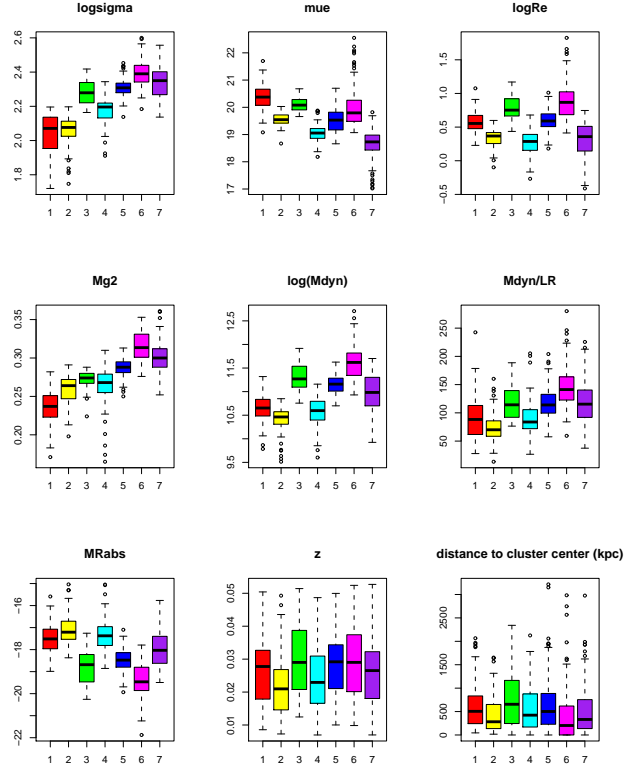 logsigma mue logRe
1.8 2.0 2.2 2.4 2.6
17 18 19 20 21 22
−0.5 0.0 0.5 1.0 1.5
1 2 3 4 5 6 7
1 2 3 4 5 6 7
1 2 3 4 5 6 7
Mg2 log(Mdyn) Mdyn/LR
0.20 0.25 0.30 0.35
9.5 10.5 11.5 12.5
50 100 150 200 250
1 2 3 4 5 6 7
1 2 3 4 5 6 7
1 2 3 4 5 6 7
MRabs z distance to cluster center (kpc)
−22 −20 −18 −16
0.01 0.02 0.03 0.04 0.05
0 500 1500 2500
1 2 3 4 5 6 7
1 2 3 4 5 6 7
1 2 3 4 5 6 7